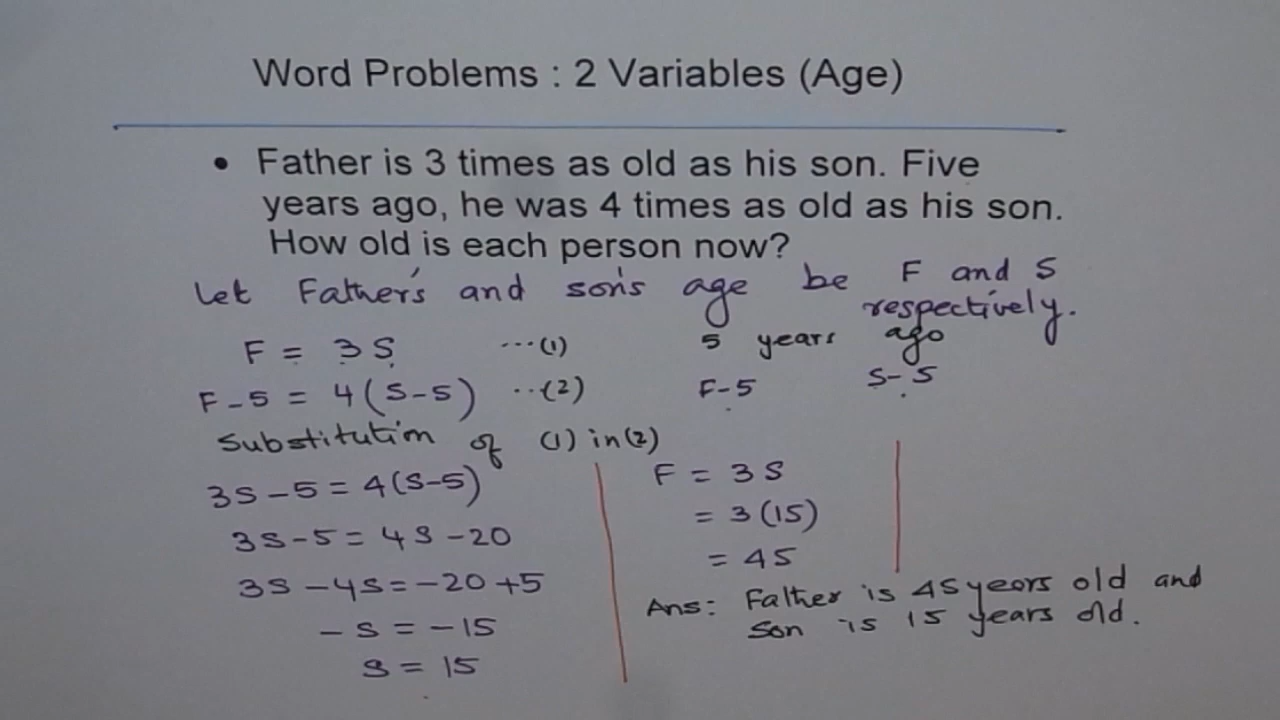 Word Problems : 2 Variables (Age)
• Father is 3 times as old as his son. Five
years ago, he was 4 times as old as his son.
How old is each person now?
Let Father's and son's age be F and S
respectively.
F = 3S ...(1)
5 years ago
F-5 = 4(S-5) ..(2)
F-5 S-5
Substitution of (1) in (2)
3S-5 = 4(S-5)
3S-5 = 4S-20
3S-4S = -20+5
-S = -15
S = 15
F = 3S
= 3(15)
= 45
Ans: Father is 45 years old and
Son is 15 years old.